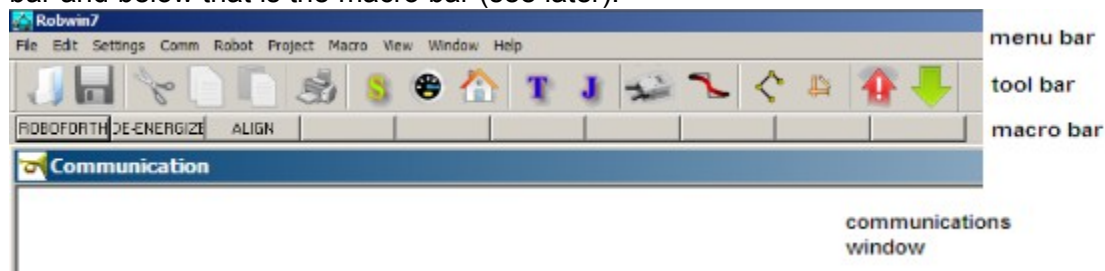 bar and below that is the macro bar (see later).
Robwin7
File Edit Settings Comm Robot Project Macro View Window Help
menu bar
S T J
tool bar
ROBOFORTH DE-ENERGIZE ALIGN
macro bar
Communication
communications
window